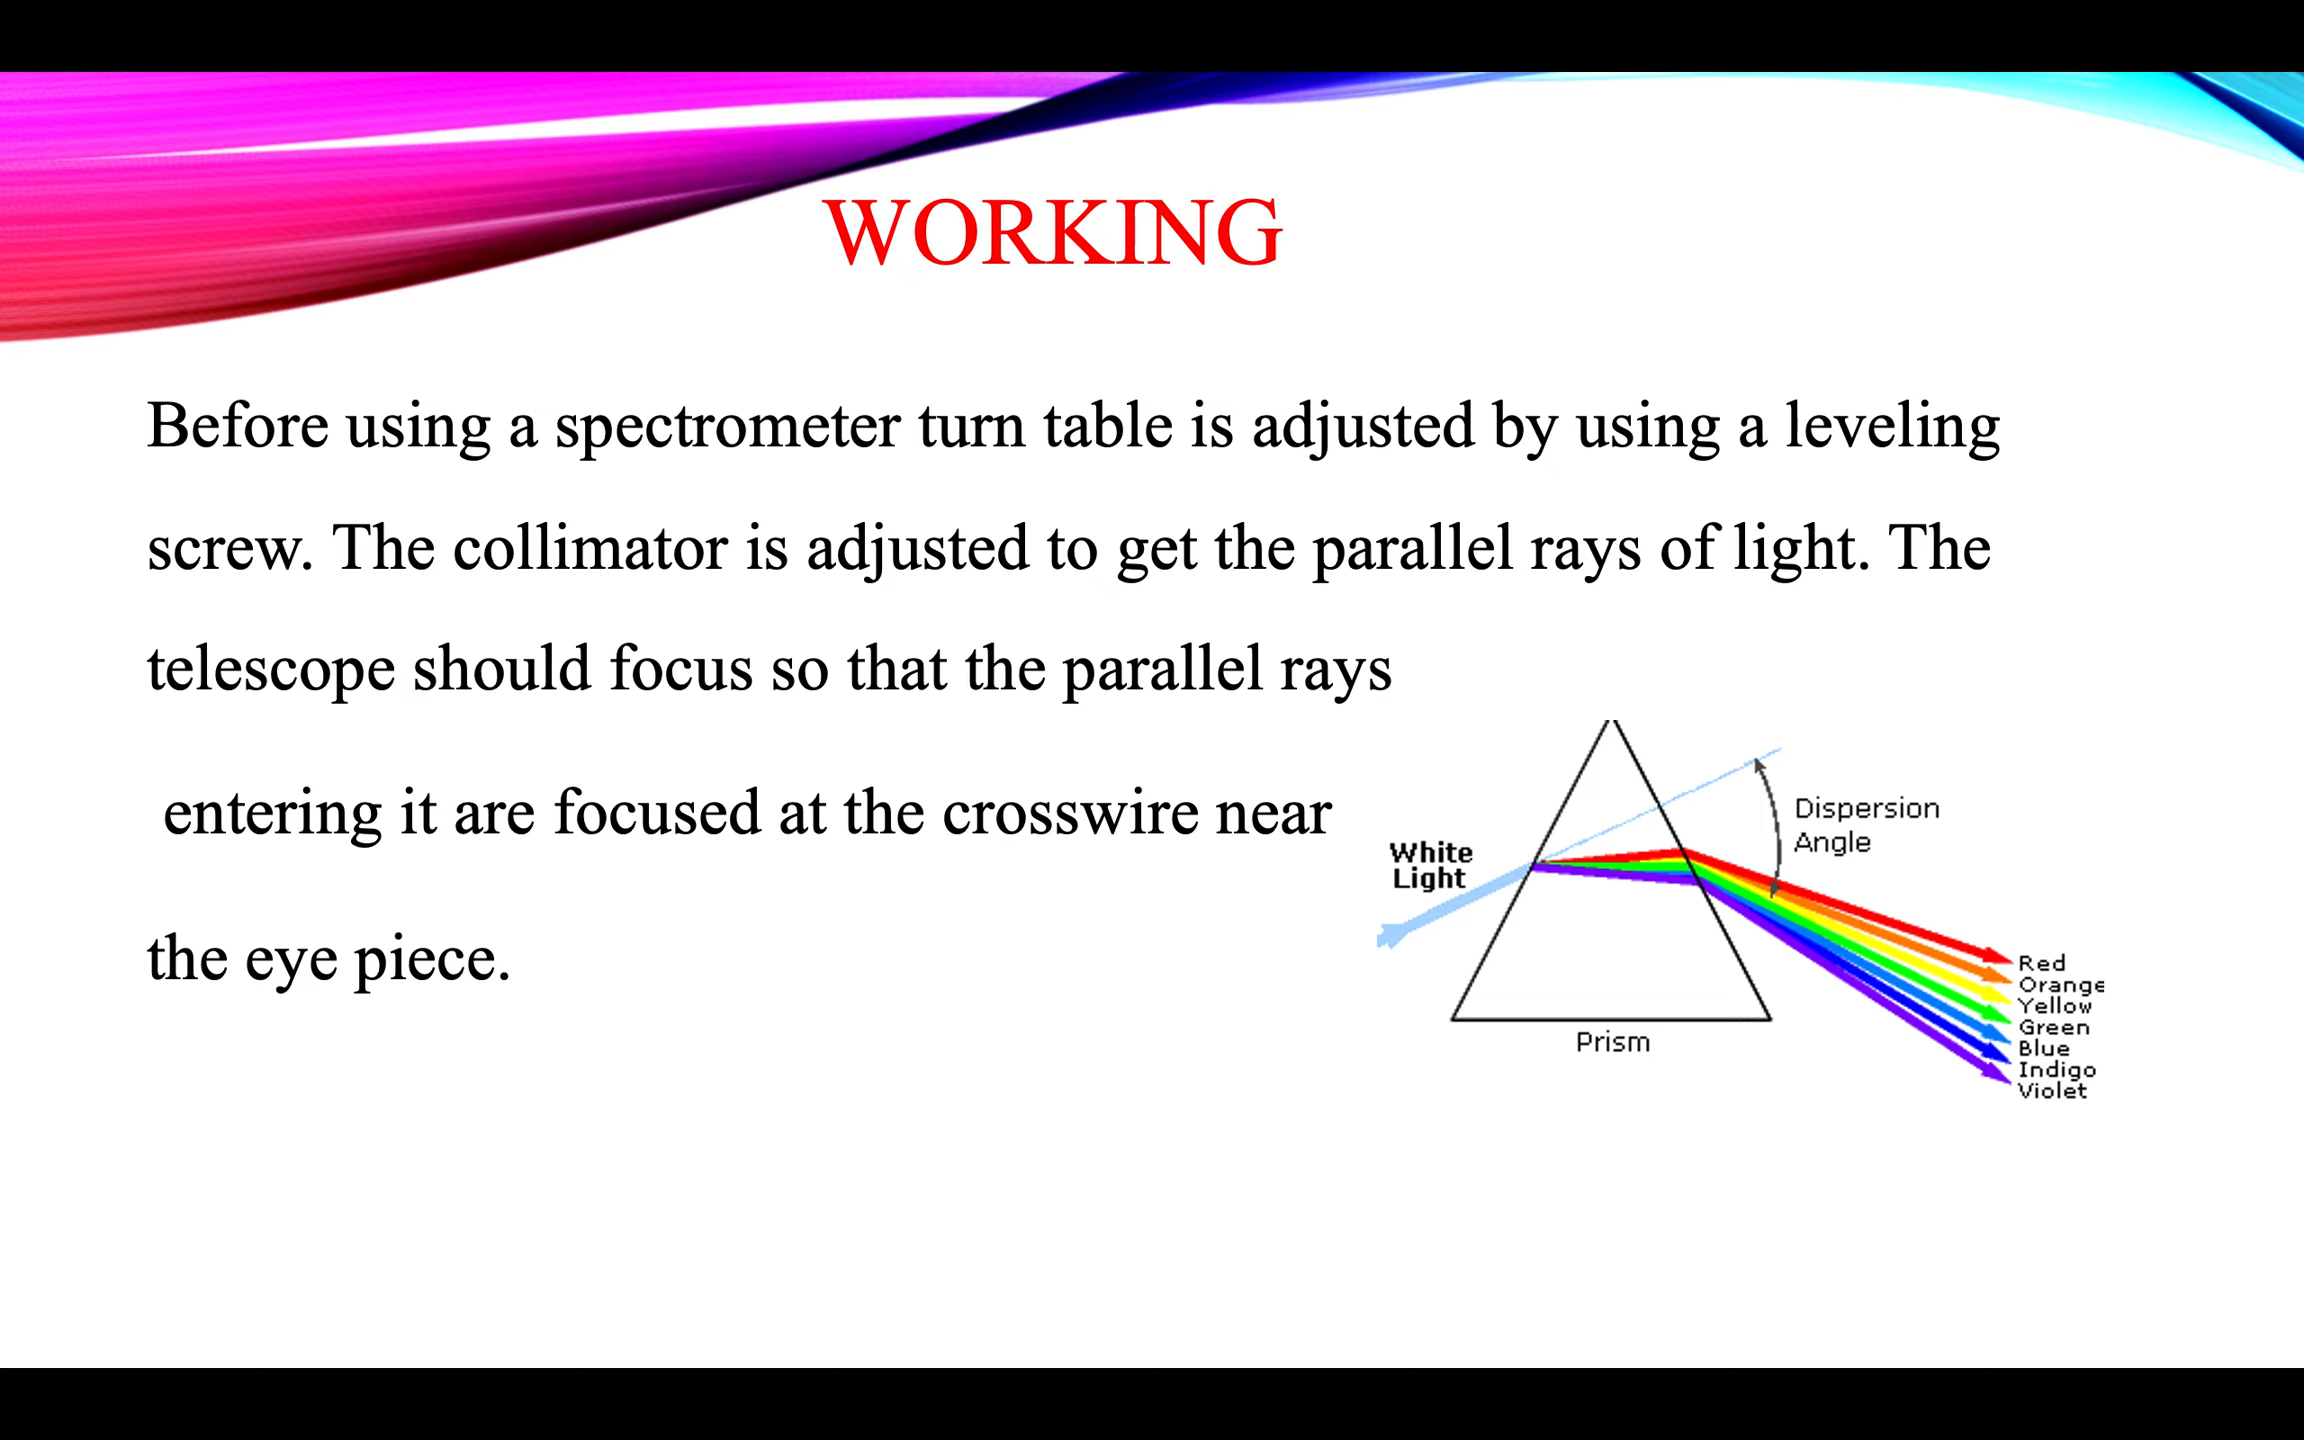 WORKING
Before using a spectrometer turn table is adjusted by using a leveling
screw. The collimator is adjusted to get the parallel rays of light. The
telescope should focus so that the parallel rays
entering it are focused at the crosswire near
the eye piece.
White
Light
Dispersion
Angle
Prism
Red
Orange
Yellow
Green
Blue
Indigo
Violet